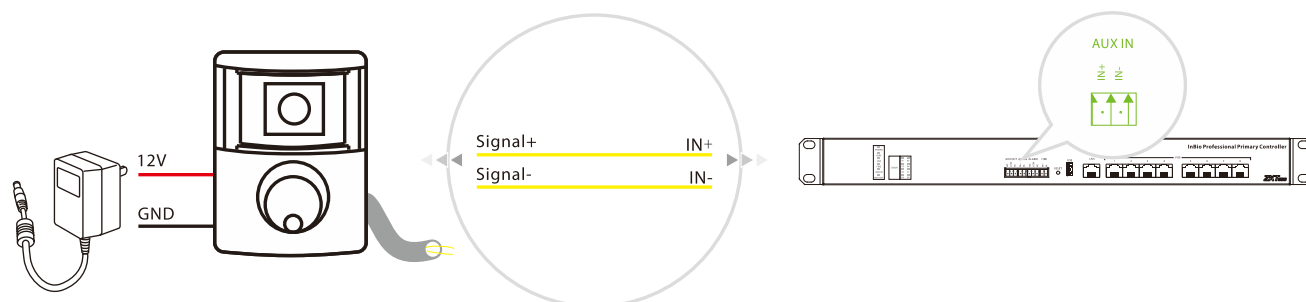 AUX IN
IN+ IN-
12V
GND
Signal+ IN+
Signal- IN-
InBio Professional Primary Controller